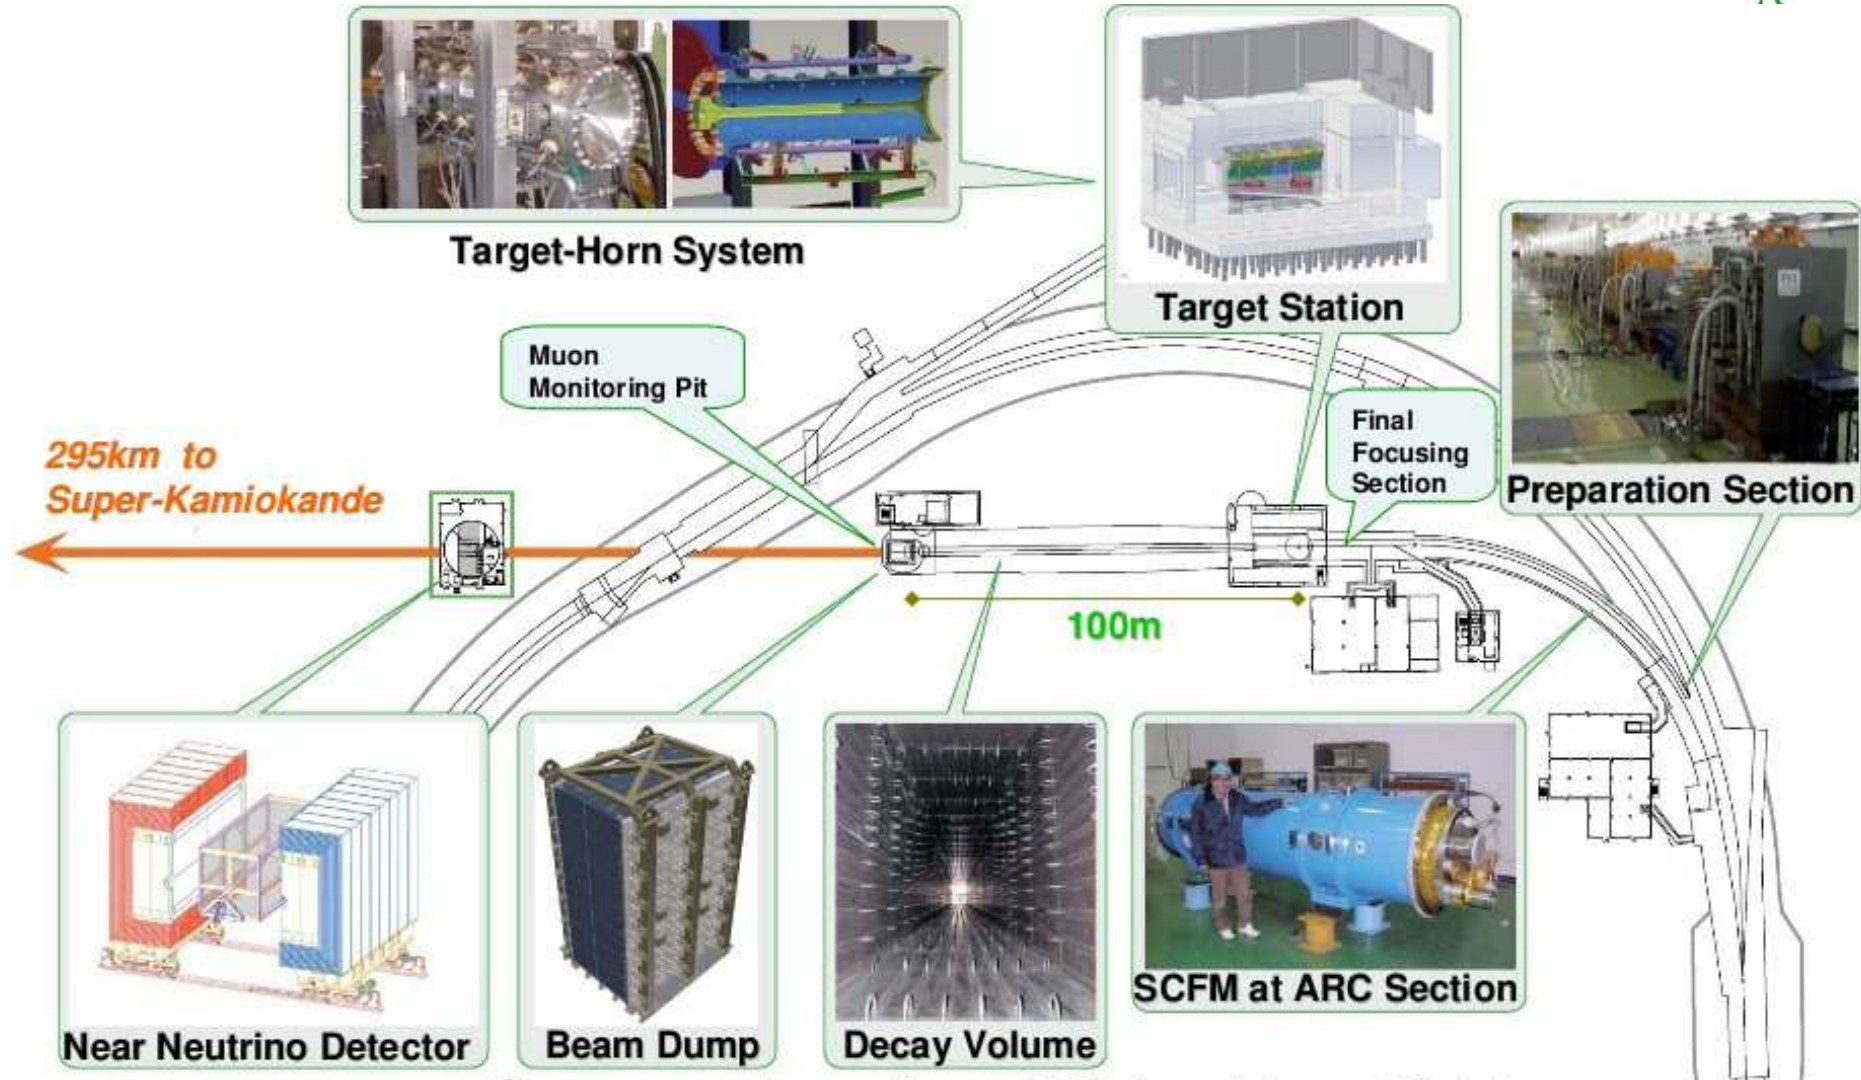 Target-Horn System
Target Station
Muon
Monitoring Pit
Final
Focusing
Section
Preparation Section
295km to
Super-Kamiokande
100m
Near Neutrino Detector
Beam Dump
Decay Volume
SCFM at ARC Section